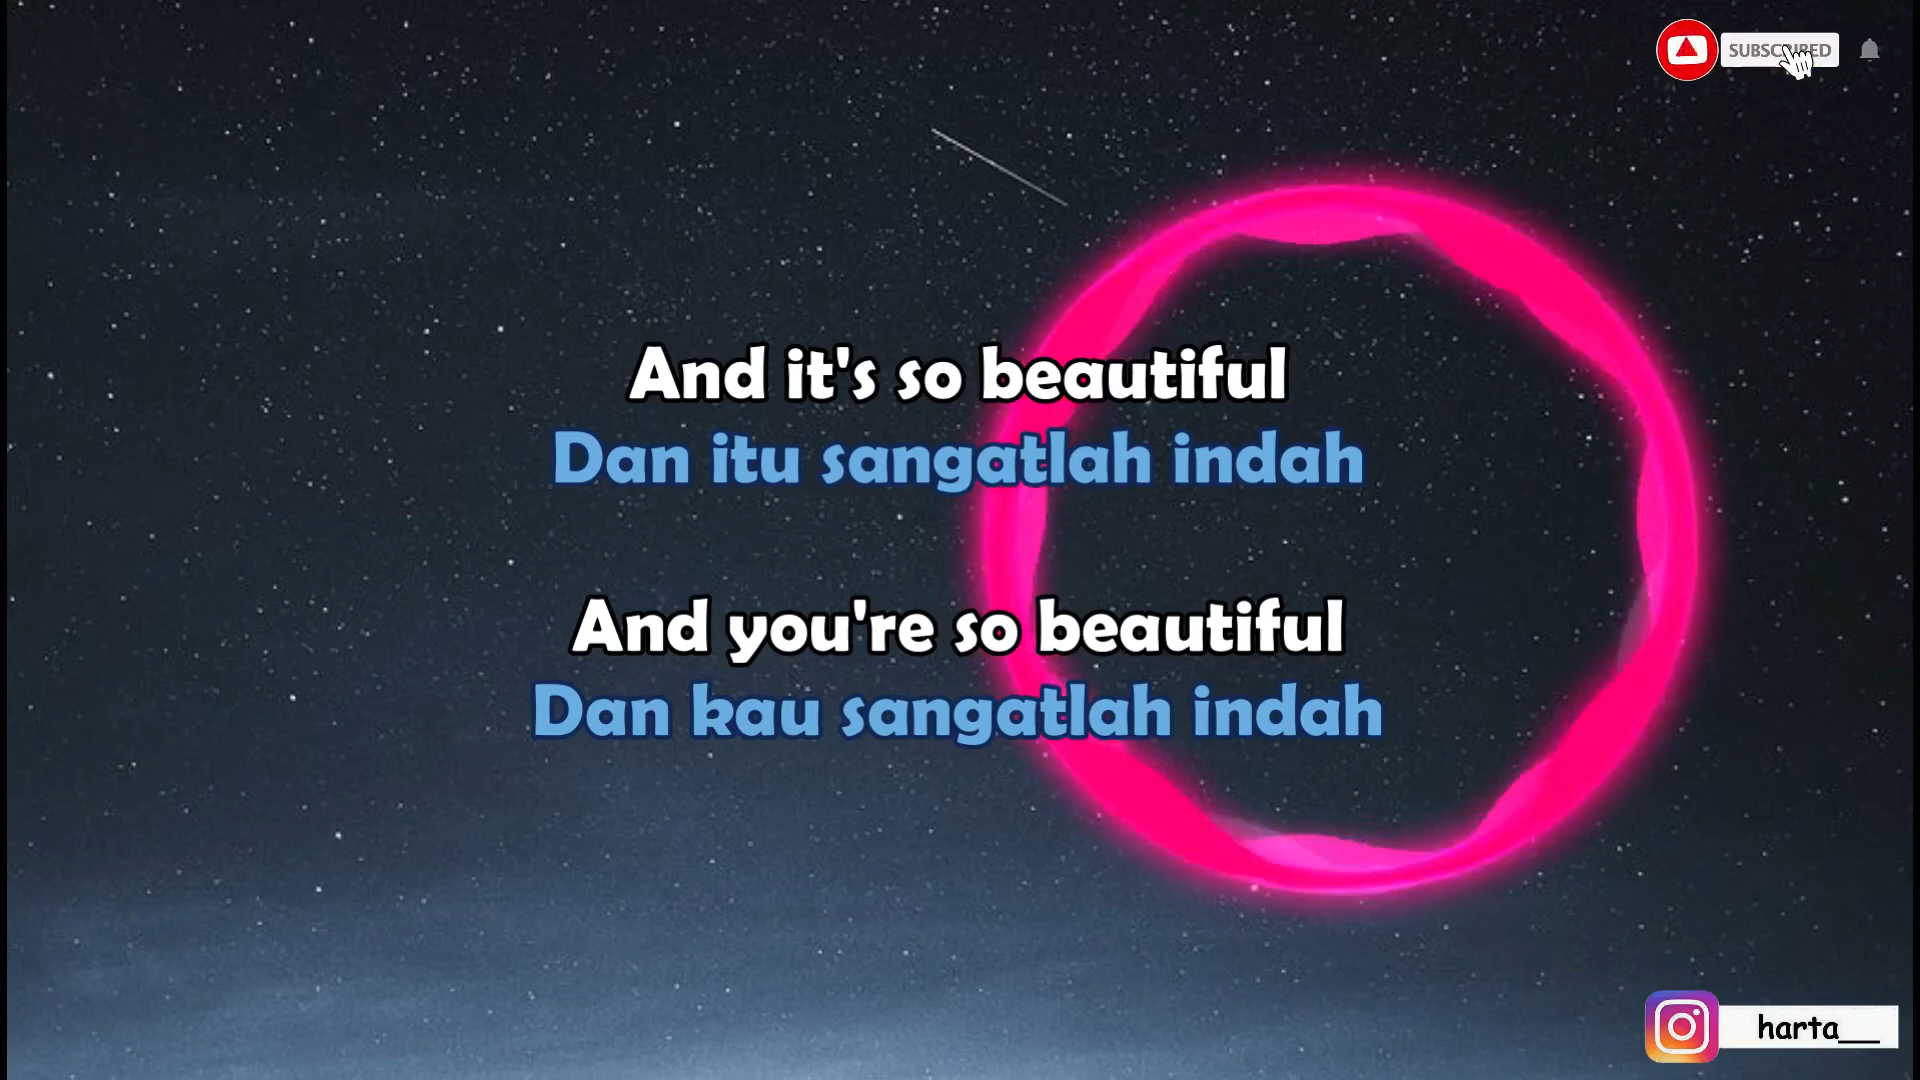 SUBSCRIBED
And it's so beautiful
Dan itu sangatlah indah
And you're so beautiful
Dan kau sangatlah indah
harta__